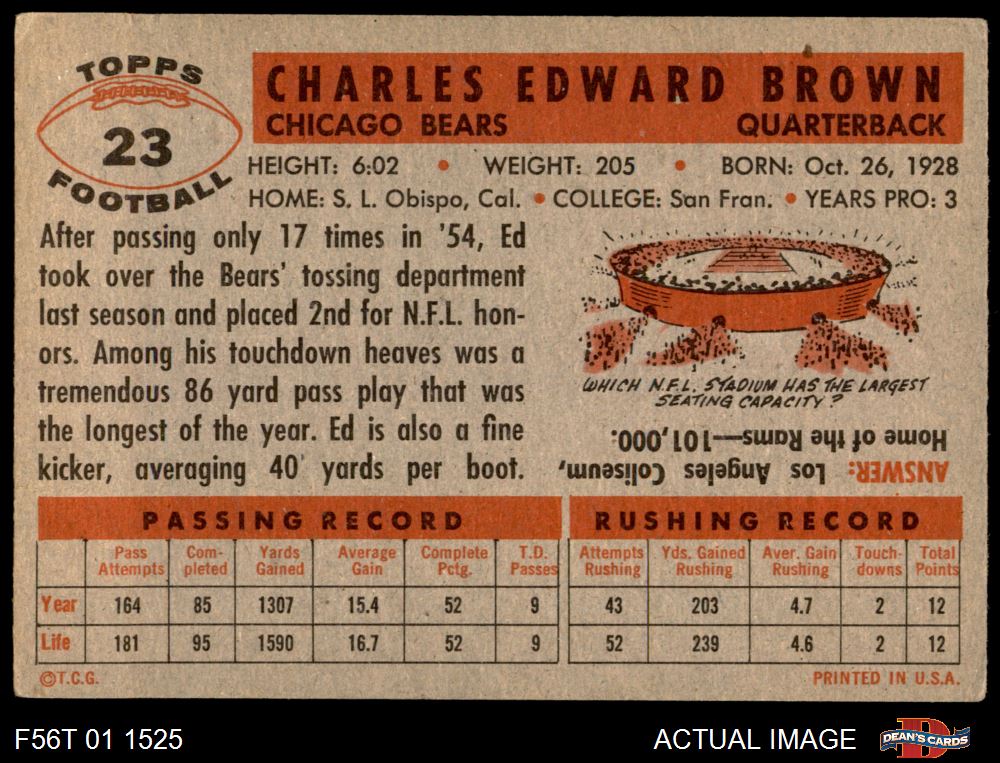 TOPPS
23
FOOTBALL
CHARLES EDWARD BROWN
CHICAGO BEARS QUARTERBACK
HEIGHT: 6:02 • WEIGHT: 205 • BORN: Oct. 26, 1928
HOME: S. L. Obispo, Cal. • COLLEGE: San Fran. • YEARS PRO: 3
After passing only 17 times in '54, Ed
took over the Bears' tossing department
last season and placed 2nd for N.F.L. hon-
ors. Among his touchdown heaves was a
tremendous 86 yard pass play that was
the longest of the year. Ed is also a fine
kicker, averaging 40 yards per boot.
WHICH N.F.L. STADIUM HAS THE LARGEST
SEATING CAPACITY?
ANSWER: Los Angeles Coliseum,
Home of the Rams—101,000.
PASSING RECORD
Pass Attempts Com-pleted Yards Gained Average Gain Complete Pctg. T.D. Passes
Year 164 85 1307 15.4 52 9
Life 181 95 1590 16.7 52 9
RUSHING RECORD
Attempts Rushing Yds. Gained Rushing Aver. Gain Rushing Touch-downs Total Points
43 203 4.7 2 12
52 239 4.6 2 12
©T.C.G. PRINTED IN U.S.A.
F56T 01 1525 ACTUAL IMAGE
D
DEAN'S CARDS